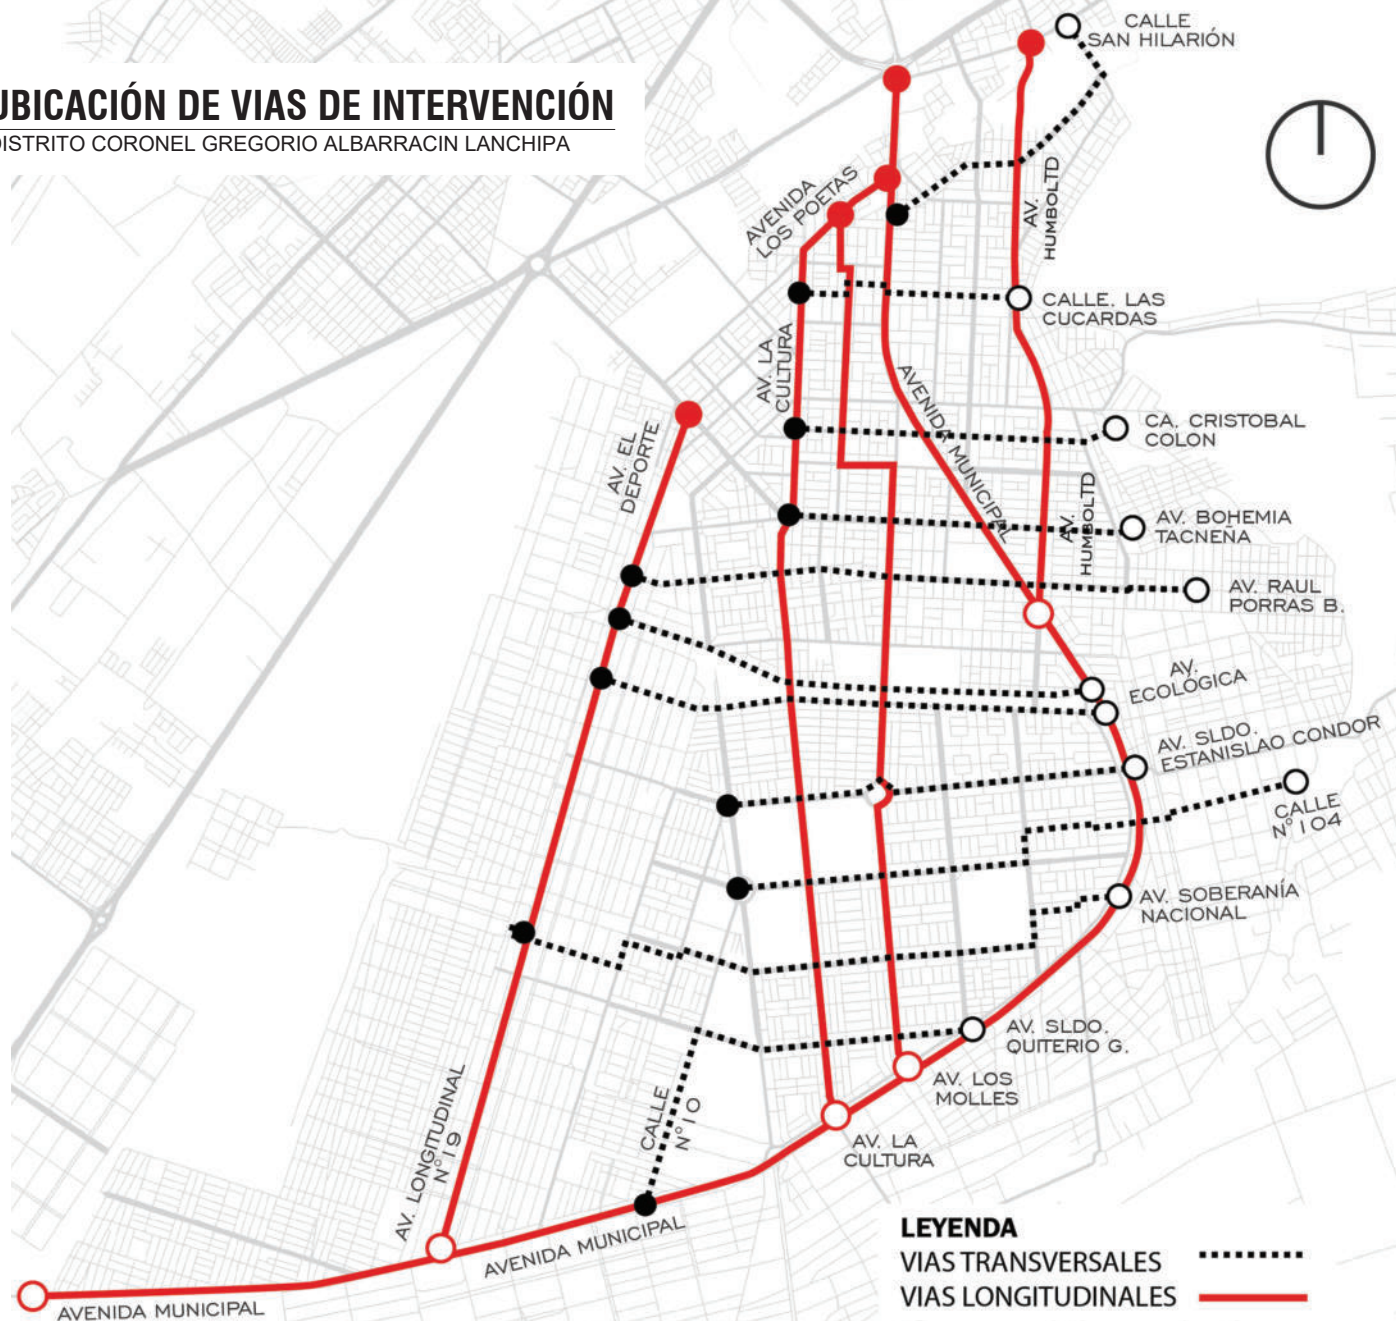 UBICACIÓN DE VIAS DE INTERVENCIÓN
DISTRITO CORONEL GREGORIO ALBARRACIN LANCHIPA
CALLE
SAN HILARIÓN
AVENIDA
LOS POETAS
AV.
HUMBOLTD
CALLE. LAS
CUCARDAS
AV. LA
CULTURA
AVENIDA MUNICIPAL
CA. CRISTOBAL
COLON
AV. EL
DEPORTE
AV.
HUMBOLTD
AV. BOHEMIA
TACNEÑA
AV. RAUL
PORRAS B.
AV.
ECOLÓGICA
AV. SLDO.
ESTANISLAO CONDOR
CALLE
N°104
AV. SOBERANÍA
NACIONAL
AV. SLDO.
QUITERIO G.
AV. LOS
MOLLES
AV. LA
CULTURA
CALLE
N°10
AV. LONGITUDINAL
N°19
AVENIDA MUNICIPAL
AVENIDA MUNICIPAL
LEYENDA
VIAS TRANSVERSALES
VIAS LONGITUDINALES